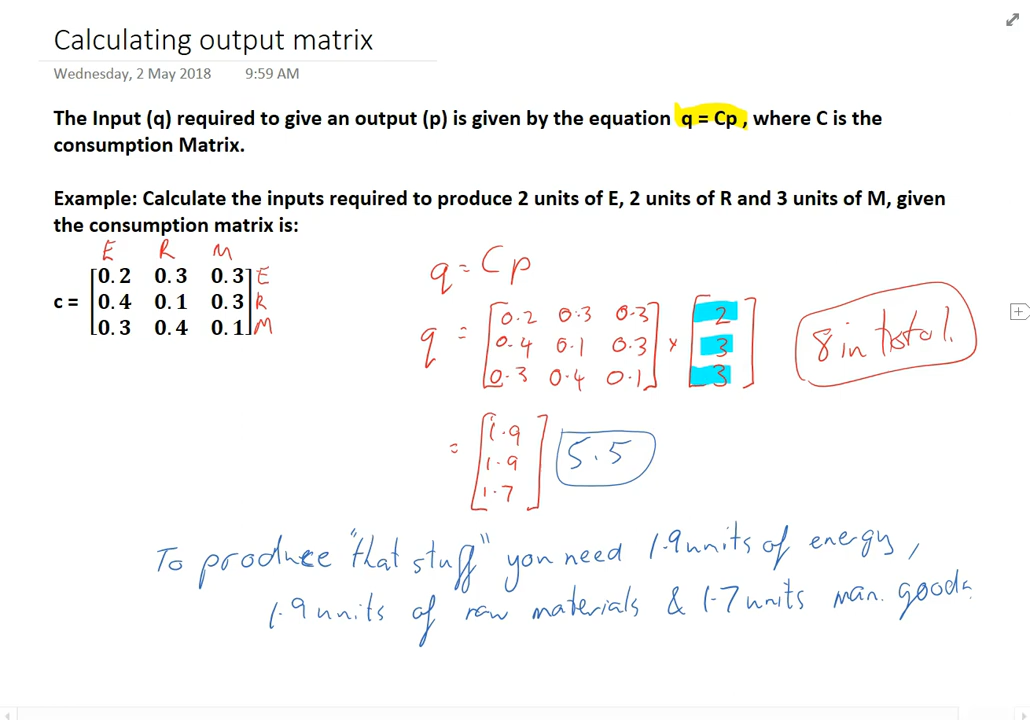 Calculating output matrix
Wednesday, 2 May 2018 9:59 AM
The Input (q) required to give an output (p) is given by the equation q = Cp , where C is the
consumption Matrix.
Example: Calculate the inputs required to produce 2 units of E, 2 units of R and 3 units of M, given
the consumption matrix is:
E R M
0.2 0.3 0.3 E
c = 0.4 0.1 0.3 R
0.3 0.4 0.1 M
q = Cp
q = [0.2 0.3 0.3] [2]
[0.4 0.1 0.3] × [3]
[0.3 0.4 0.1] [3]
8 in total.
= [1.9]
[1.9]
[1.7]
5.5
To produce "that stuff" you need 1.9 units of energy,
1.9 units of raw materials & 1.7 units man. goods